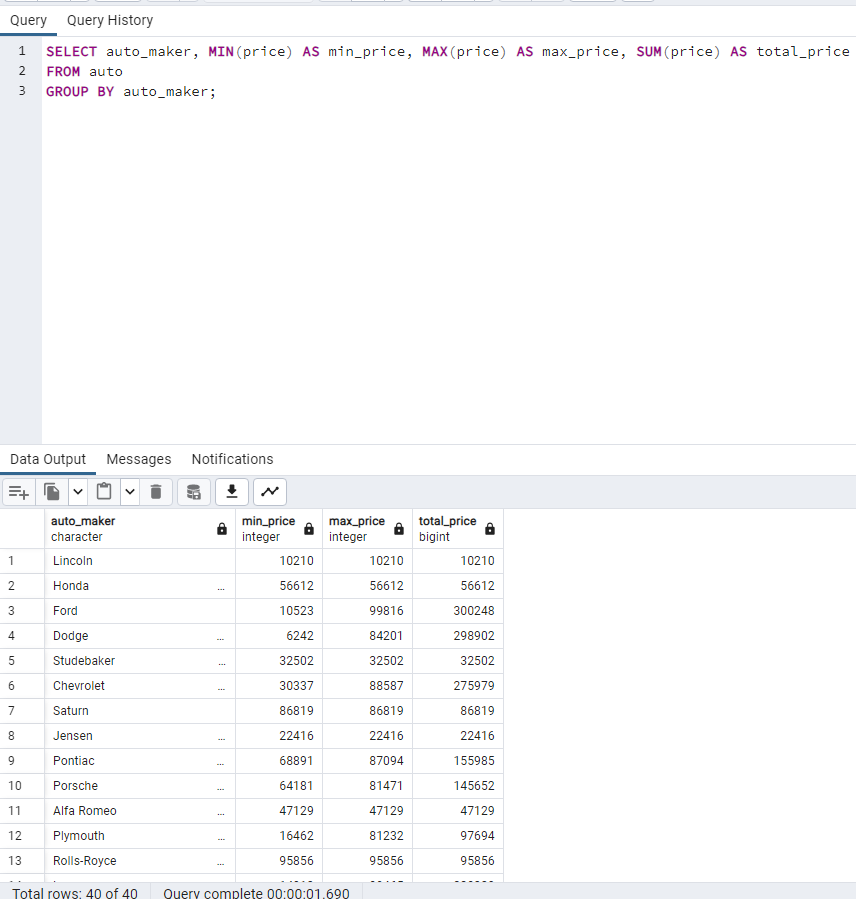 Query Query History
1 SELECT auto_maker, MIN(price) AS min_price, MAX(price) AS max_price, SUM(price) AS total_price
2 FROM auto
3 GROUP BY auto_maker;
Data Output Messages Notifications
auto_maker min_price max_price total_price
character integer integer bigint
1 Lincoln 10210 10210 10210
2 Honda ... 56612 56612 56612
3 Ford 10523 99816 300248
4 Dodge ... 6242 84201 298902
5 Studebaker ... 32502 32502 32502
6 Chevrolet ... 30337 88587 275979
7 Saturn 86819 86819 86819
8 Jensen ... 22416 22416 22416
9 Pontiac ... 68891 87094 155985
10 Porsche ... 64181 81471 145652
11 Alfa Romeo ... 47129 47129 47129
12 Plymouth ... 16462 81232 97694
13 Rolls-Royce ... 95856 95856 95856
Total rows: 40 of 40 Query complete 00:00:01.690